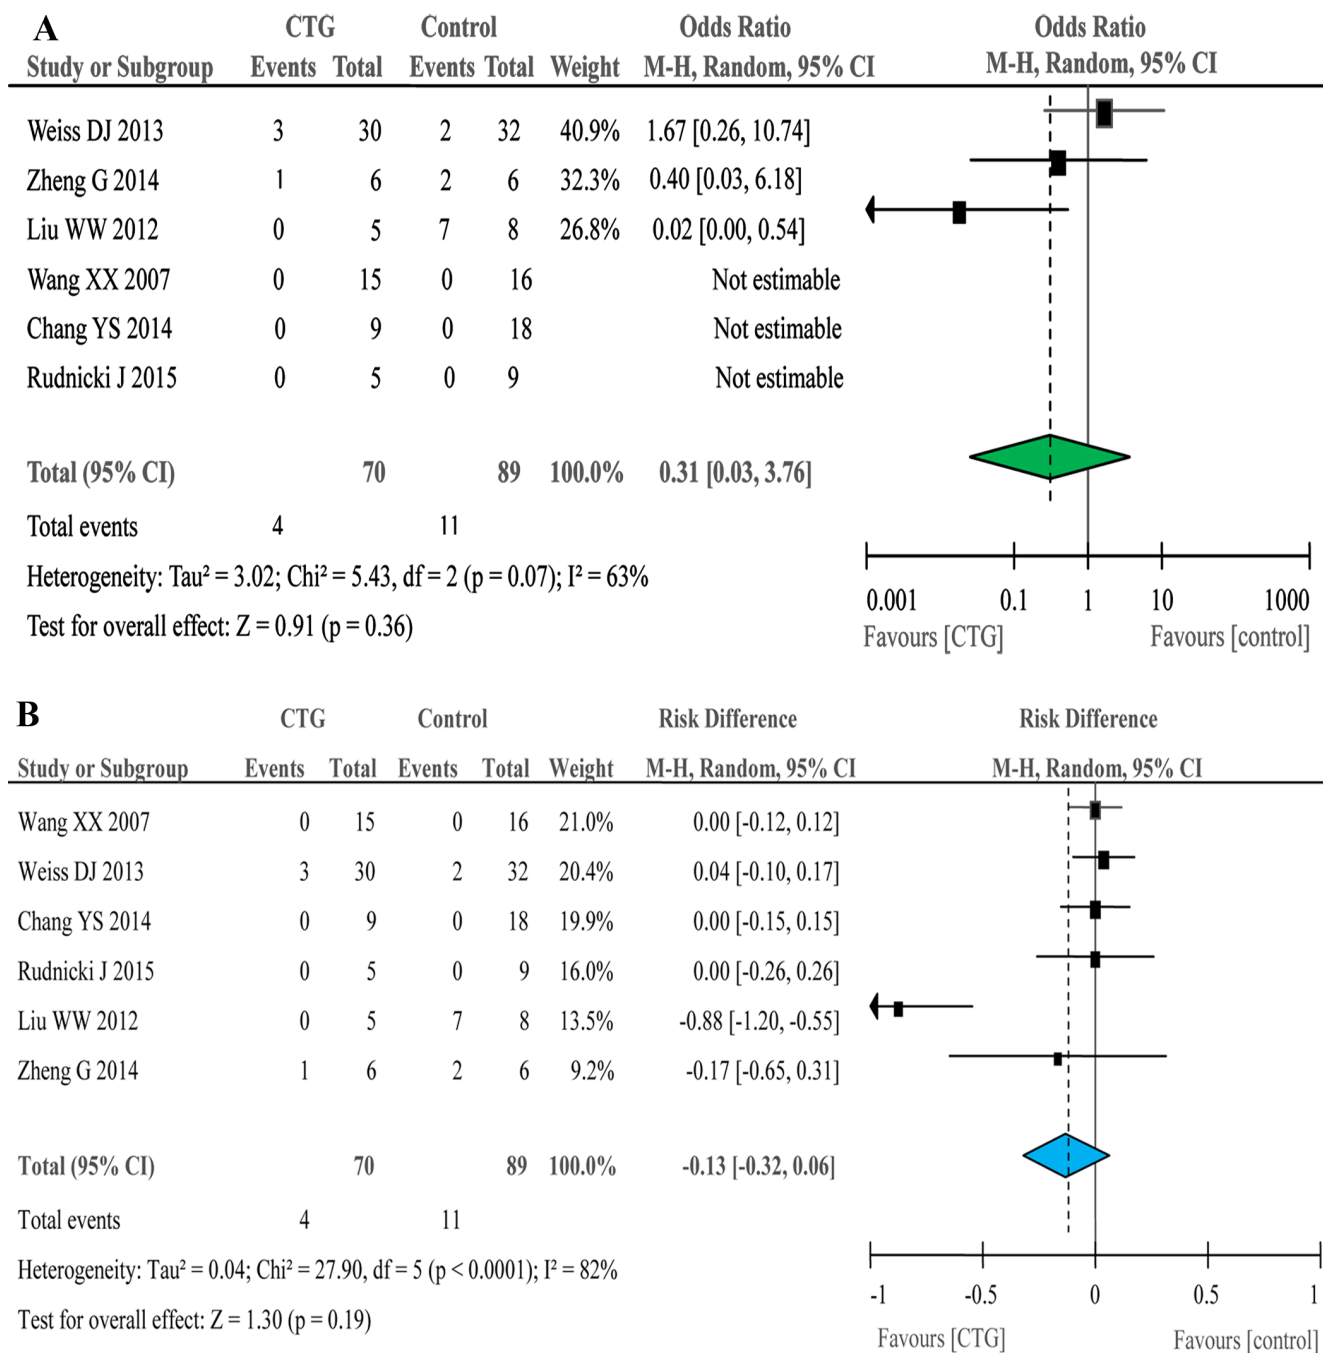 A
CTG Control Odds Ratio Odds Ratio
Study or Subgroup Events Total Events Total Weight M-H, Random, 95% CI M-H, Random, 95% CI
Weiss DJ 2013 3 30 2 32 40.9% 1.67 [0.26, 10.74]
Zheng G 2014 1 6 2 6 32.3% 0.40 [0.03, 6.18]
Liu WW 2012 0 5 7 8 26.8% 0.02 [0.00, 0.54]
Wang XX 2007 0 15 0 16 Not estimable
Chang YS 2014 0 9 0 18 Not estimable
Rudnicki J 2015 0 5 0 9 Not estimable
Total (95% CI) 70 89 100.0% 0.31 [0.03, 3.76]
Total events 4 11
Heterogeneity: Tau² = 3.02; Chi² = 5.43, df = 2 (p = 0.07); I² = 63%
Test for overall effect: Z = 0.91 (p = 0.36)
0.001 0.1 1 10 1000
Favours [CTG] Favours [control]
B
CTG Control Risk Difference Risk Difference
Study or Subgroup Events Total Events Total Weight M-H, Random, 95% CI M-H, Random, 95% CI
Wang XX 2007 0 15 0 16 21.0% 0.00 [-0.12, 0.12]
Weiss DJ 2013 3 30 2 32 20.4% 0.04 [-0.10, 0.17]
Chang YS 2014 0 9 0 18 19.9% 0.00 [-0.15, 0.15]
Rudnicki J 2015 0 5 0 9 16.0% 0.00 [-0.26, 0.26]
Liu WW 2012 0 5 7 8 13.5% -0.88 [-1.20, -0.55]
Zheng G 2014 1 6 2 6 9.2% -0.17 [-0.65, 0.31]
Total (95% CI) 70 89 100.0% -0.13 [-0.32, 0.06]
Total events 4 11
Heterogeneity: Tau² = 0.04; Chi² = 27.90, df = 5 (p < 0.0001); I² = 82%
Test for overall effect: Z = 1.30 (p = 0.19)
-1 -0.5 0 0.5 1
Favours [CTG] Favours [control]